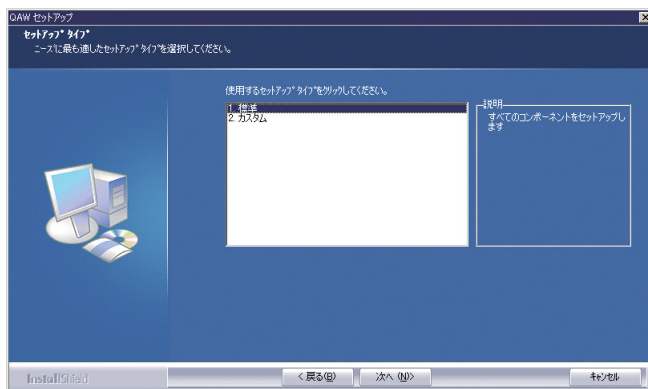 QAW セットアップ
セットアップ タイプ
ニーズに最も適したセットアップ タイプを選択してください。
使用するセットアップ タイプをクリックしてください。
1. 標準
2. カスタム
説明
すべてのコンポーネントをセットアップし
ます
InstallShield
< 戻る(B)
次へ (N)>
キャンセル